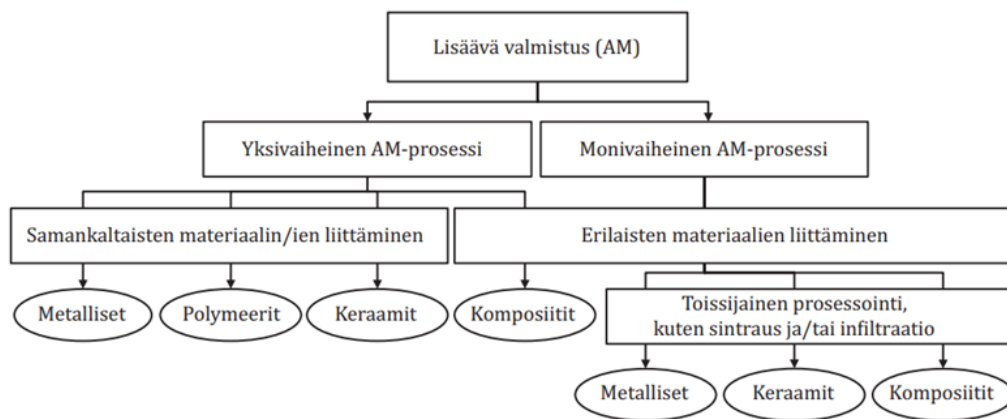 Lisäävä valmistus (AM)
Yksivaiheinen AM-prosessi
Monivaiheinen AM-prosessi
Samankaltaisten materiaalin/ien liittäminen
Erilaisten materiaalien liittäminen
Metalliset
Polymeerit
Keraamit
Komposiitit
Toissijainen prosessointi,
kuten sintraus ja/tai infiltraatio
Metalliset
Keraamit
Komposiitit